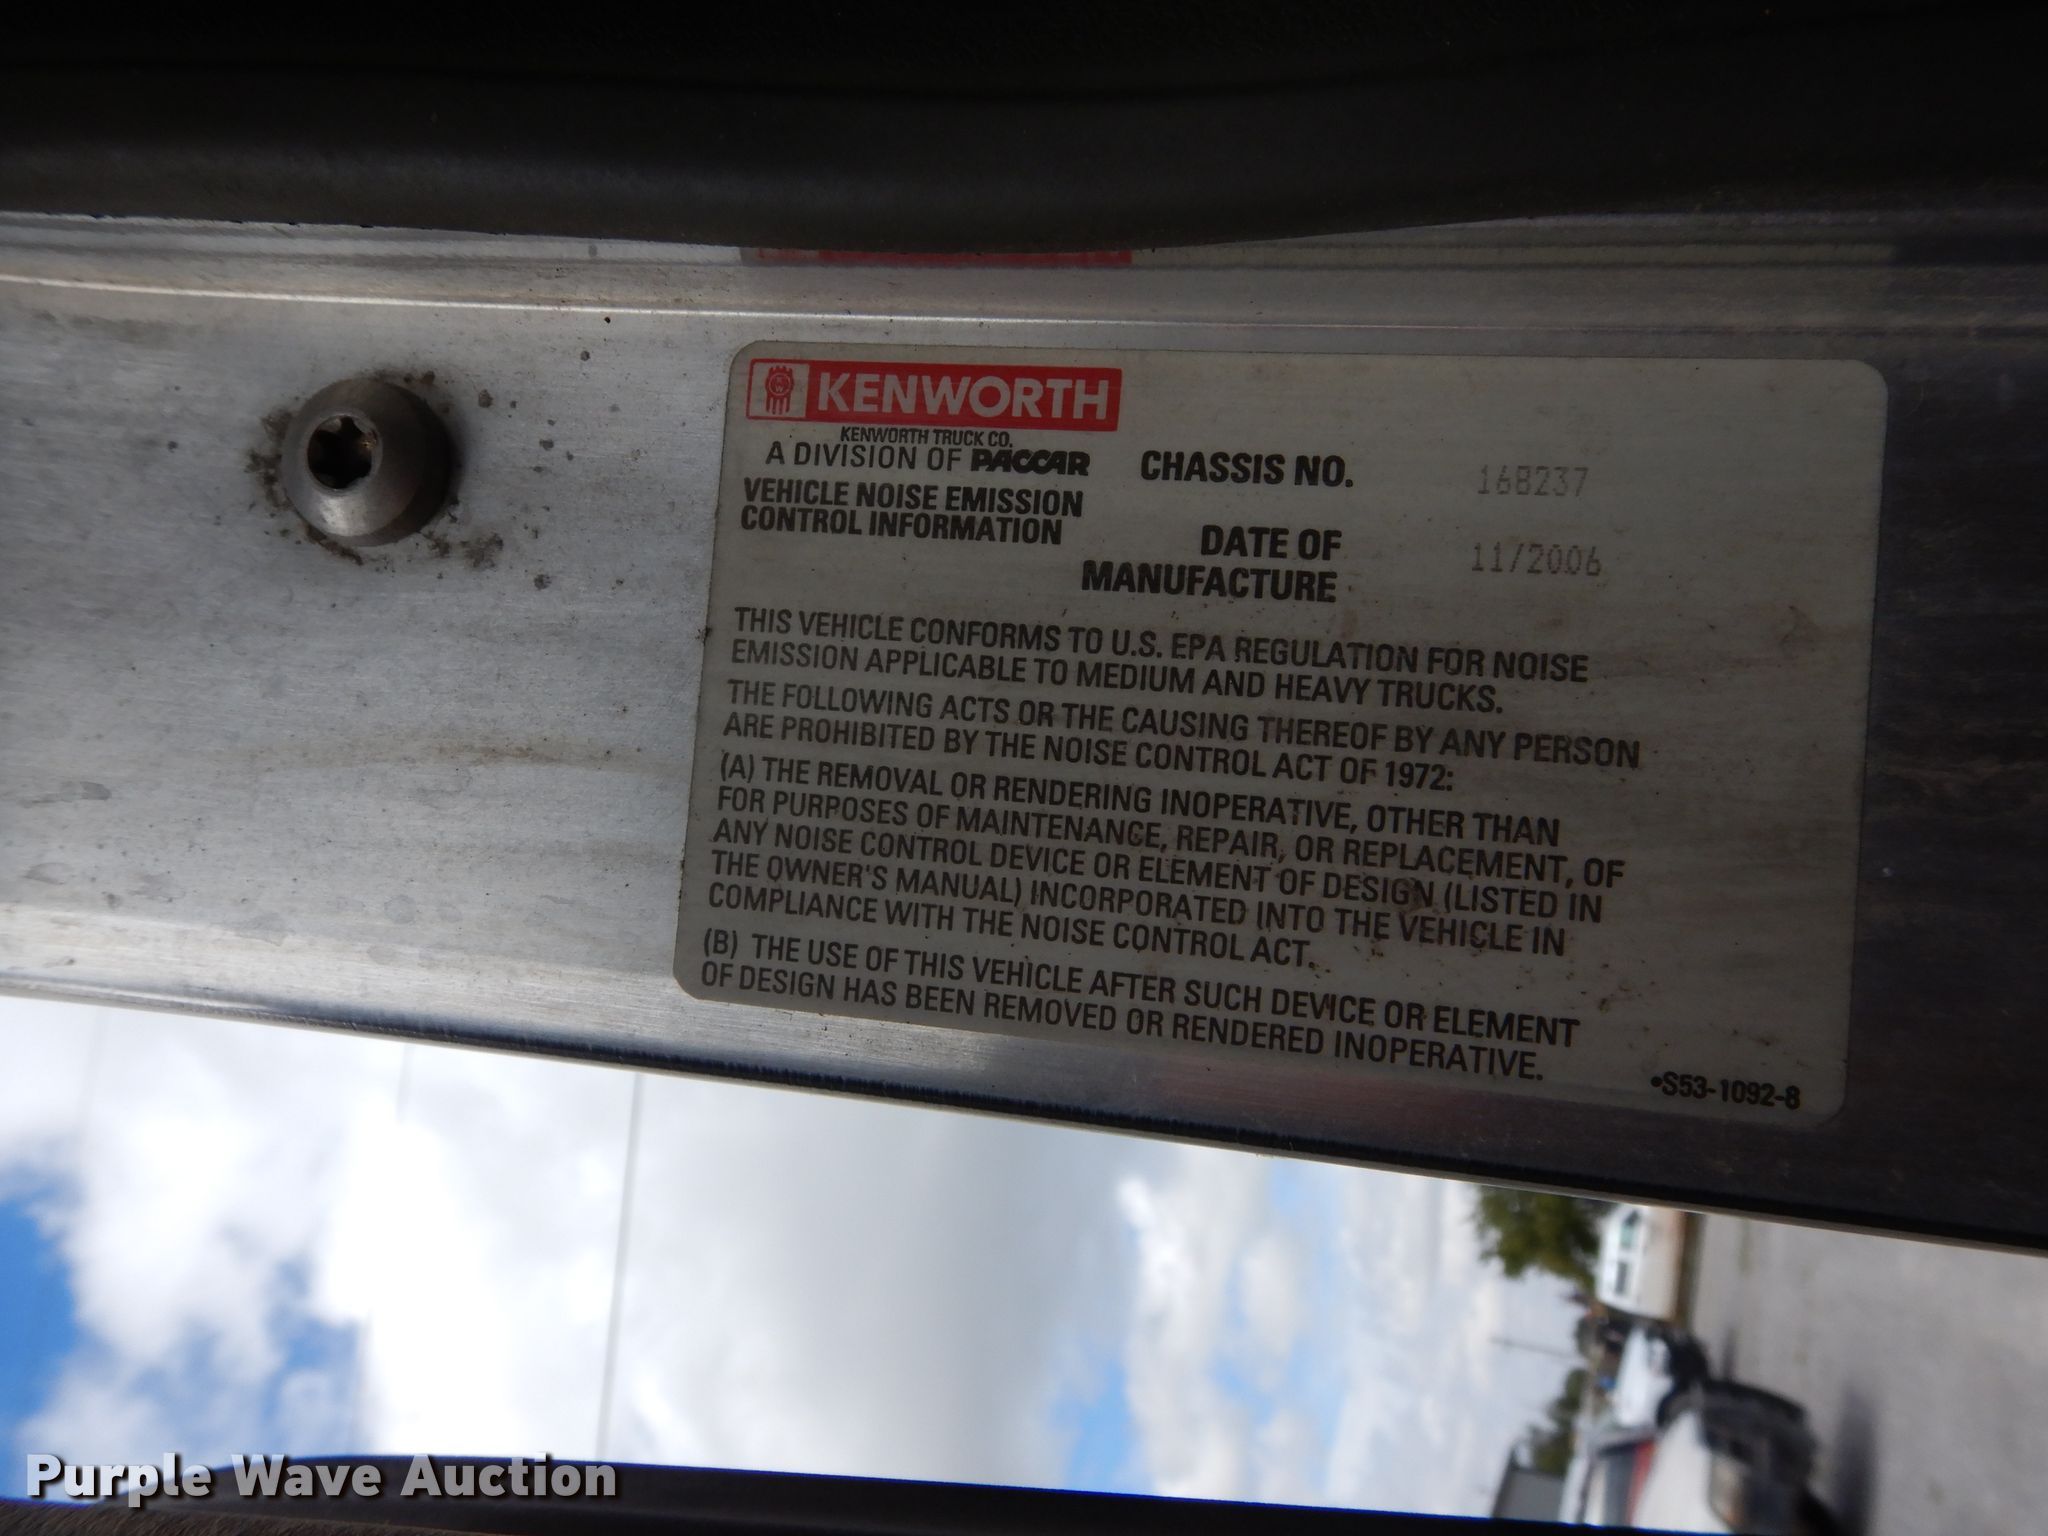 KENWORTH
KENWORTH TRUCK CO.
A DIVISION OF PACCAR
CHASSIS NO. 168237
VEHICLE NOISE EMISSION
CONTROL INFORMATION
DATE OF
MANUFACTURE
11/2006
THIS VEHICLE CONFORMS TO U.S. EPA REGULATION FOR NOISE
EMISSION APPLICABLE TO MEDIUM AND HEAVY TRUCKS.
THE FOLLOWING ACTS OR THE CAUSING THEREOF BY ANY PERSON
ARE PROHIBITED BY THE NOISE CONTROL ACT OF 1972:
(A) THE REMOVAL OR RENDERING INOPERATIVE, OTHER THAN
FOR PURPOSES OF MAINTENANCE, REPAIR, OR REPLACEMENT, OF
ANY NOISE CONTROL DEVICE OR ELEMENT OF DESIGN (LISTED IN
THE OWNER'S MANUAL) INCORPORATED INTO THE VEHICLE IN
COMPLIANCE WITH THE NOISE CONTROL ACT.
(B) THE USE OF THIS VEHICLE AFTER SUCH DEVICE OR ELEMENT
OF DESIGN HAS BEEN REMOVED OR RENDERED INOPERATIVE.
•S53-1092-8
Purple Wave Auction